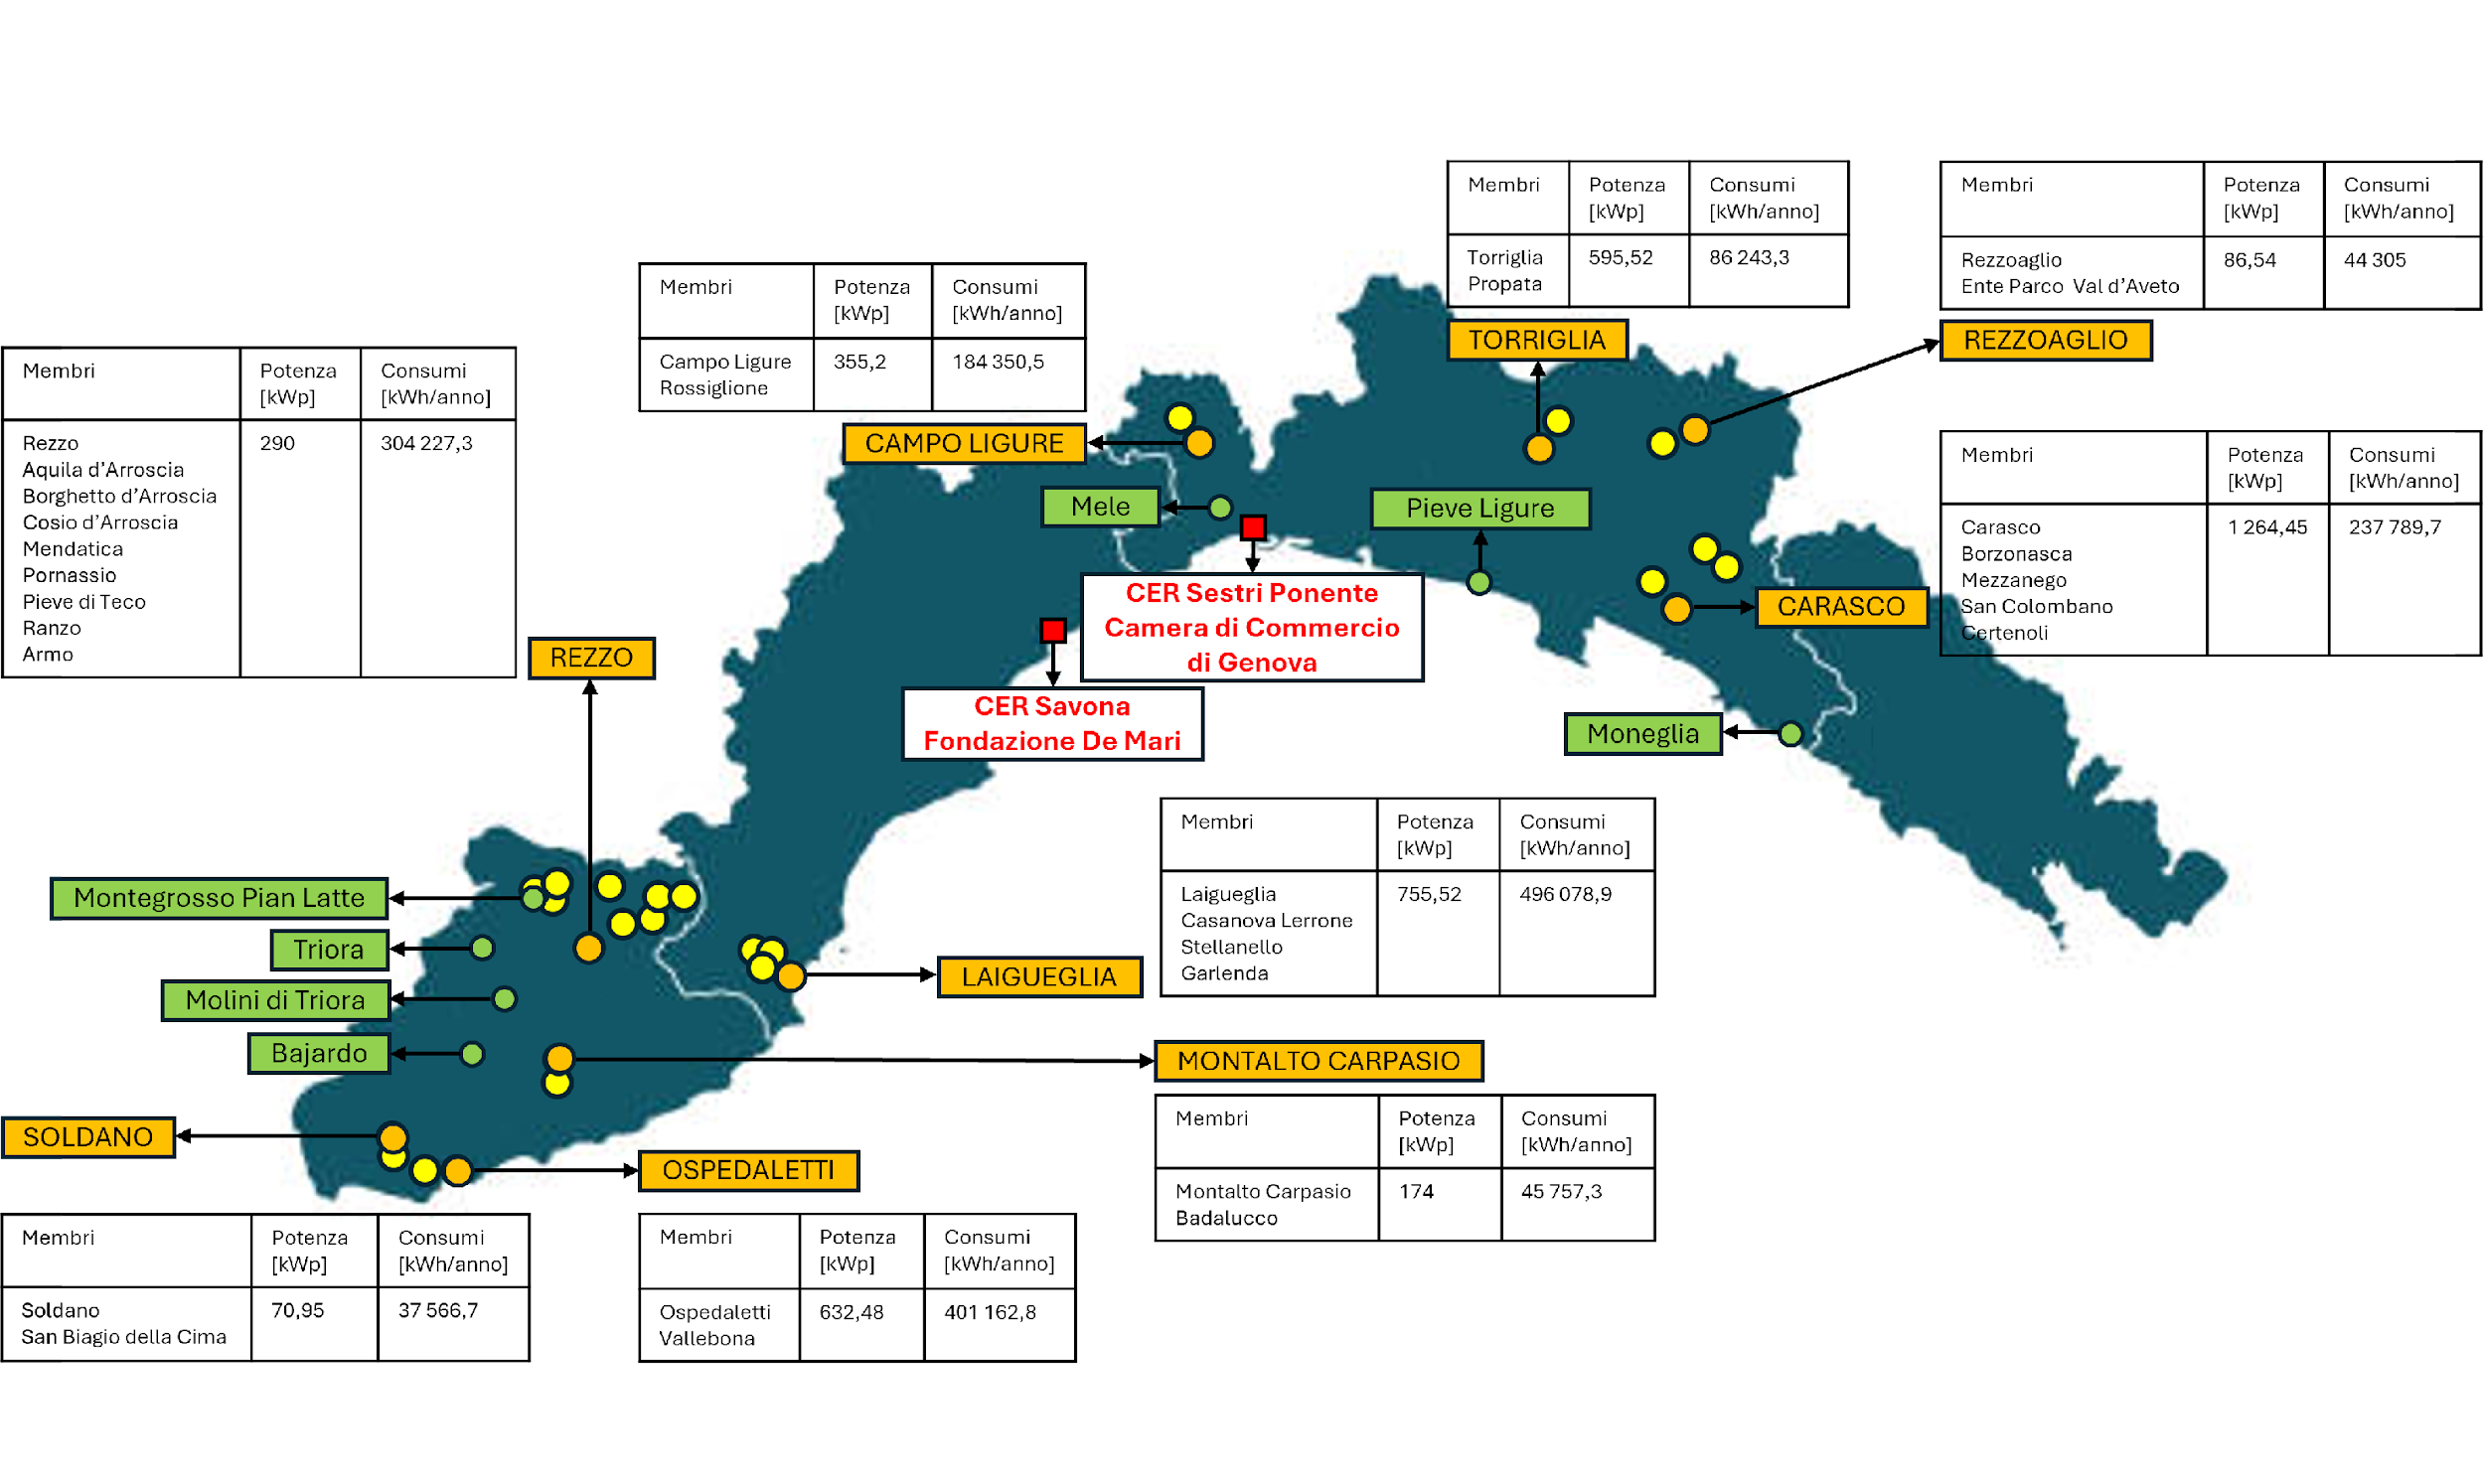 Membri Potenza Consumi
[kWp] [kWh/anno]
Torriglia 595,52 86 243,3
Propata
TORRIGLIA
Membri Potenza Consumi
[kWp] [kWh/anno]
Rezzoaglio 86,54 44 305
Ente Parco Val d’Aveto
REZZOAGLIO
Membri Potenza Consumi
[kWp] [kWh/anno]
Campo Ligure 355,2 184 350,5
Rossiglione
CAMPO LIGURE
Membri Potenza Consumi
[kWp] [kWh/anno]
Rezzo 290 304 227,3
Aquila d’Arroscia
Borghetto d’Arroscia
Cosio d’Arroscia
Mendatica
Pornassio
Pieve di Teco
Ranzo
Armo
REZZO
Membri Potenza Consumi
[kWp] [kWh/anno]
Carasco 1 264,45 237 789,7
Borzonasca
Mezzanego
San Colombano
Certenoli
CARASCO
Mele
Pieve Ligure
CER Sestri Ponente
Camera di Commercio
di Genova
CER Savona
Fondazione De Mari
Moneglia
Membri Potenza Consumi
[kWp] [kWh/anno]
Laigueglia 755,52 496 078,9
Casanova Lerrone
Stellanello
Garlenda
LAIGUEGLIA
Montegrosso Pian Latte
Triora
Molini di Triora
Bajardo
MONTALTO CARPASIO
Membri Potenza Consumi
[kWp] [kWh/anno]
Montalto Carpasio 174 45 757,3
Badalucco
SOLDANO
OSPEDALETTI
Membri Potenza Consumi
[kWp] [kWh/anno]
Soldano 70,95 37 566,7
San Biagio della Cima
Membri Potenza Consumi
[kWp] [kWh/anno]
Ospedaletti 632,48 401 162,8
Vallebona